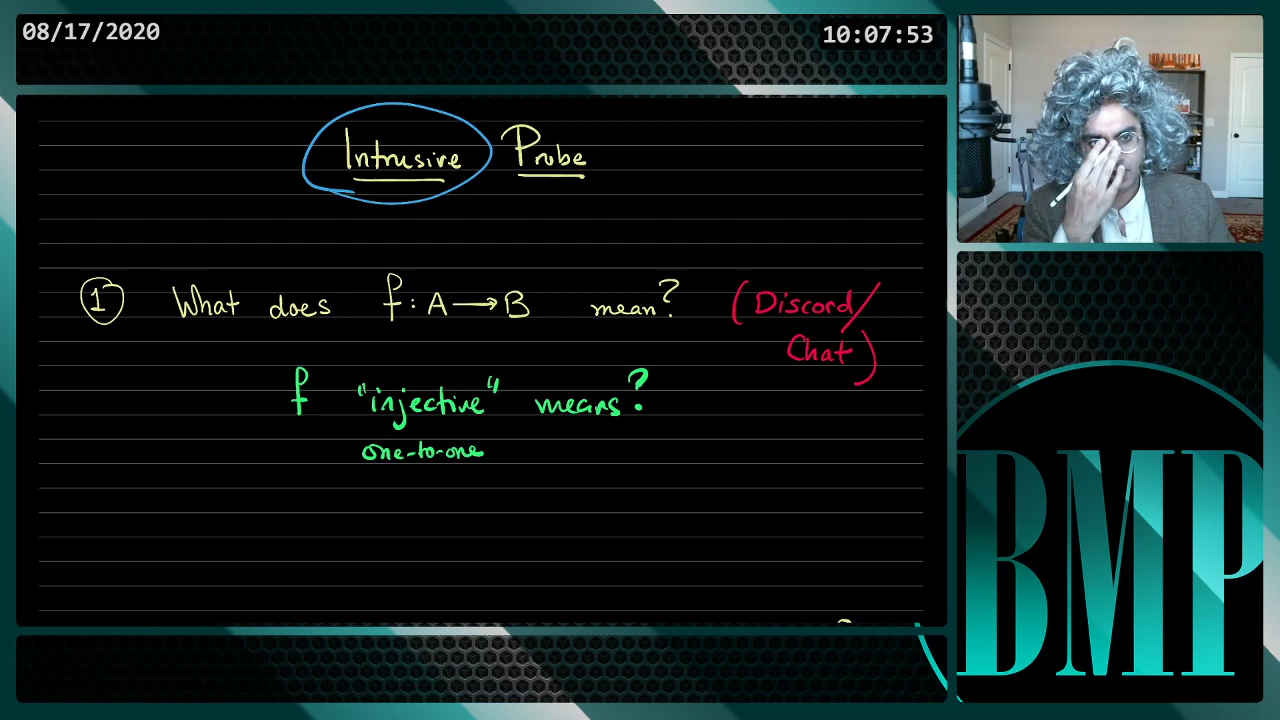 08/17/2020
10:07:53
Intrusive Probe
1 What does f: A → B mean? (Discord/
Chat)
f "injective" means?
one-to-one
BMP